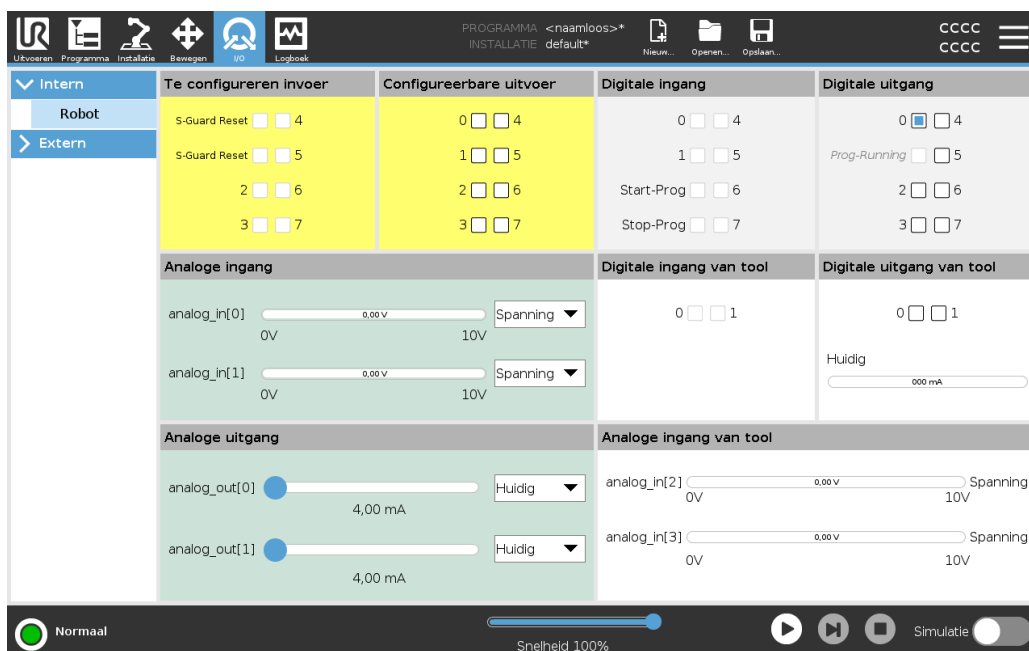 UR
PROGRAMMA <naamloos>*
INSTALLATIE default*
CCCC
CCCC
Uitvoeren Programma Installatie Bewegen I/O Logboek Nieuw... Openen... Opslaan...
Intern
Robot
Extern
Te configureren invoer
S-Guard Reset 4
S-Guard Reset 5
2 6
3 7
Configureerbare uitvoer
0 4
1 5
2 6
3 7
Digitale ingang
0 4
1 5
Start-Prog 6
Stop-Prog 7
Digitale uitgang
0 4
Prog-Running 5
2 6
3 7
Analoge ingang
analog_in[0] 0,00 V Spanning
0V 10V
analog_in[1] 0,00 V Spanning
0V 10V
Digitale ingang van tool
0 1
Digitale uitgang van tool
0 1
Huidig
000 mA
Analoge uitgang
analog_out[0] Huidig
4,00 mA
analog_out[1] Huidig
4,00 mA
Analoge ingang van tool
analog_in[2] 0,00 V Spanning
0V 10V
analog_in[3] 0,00 V Spanning
0V 10V
Normaal
Snelheid 100%
Simulatie